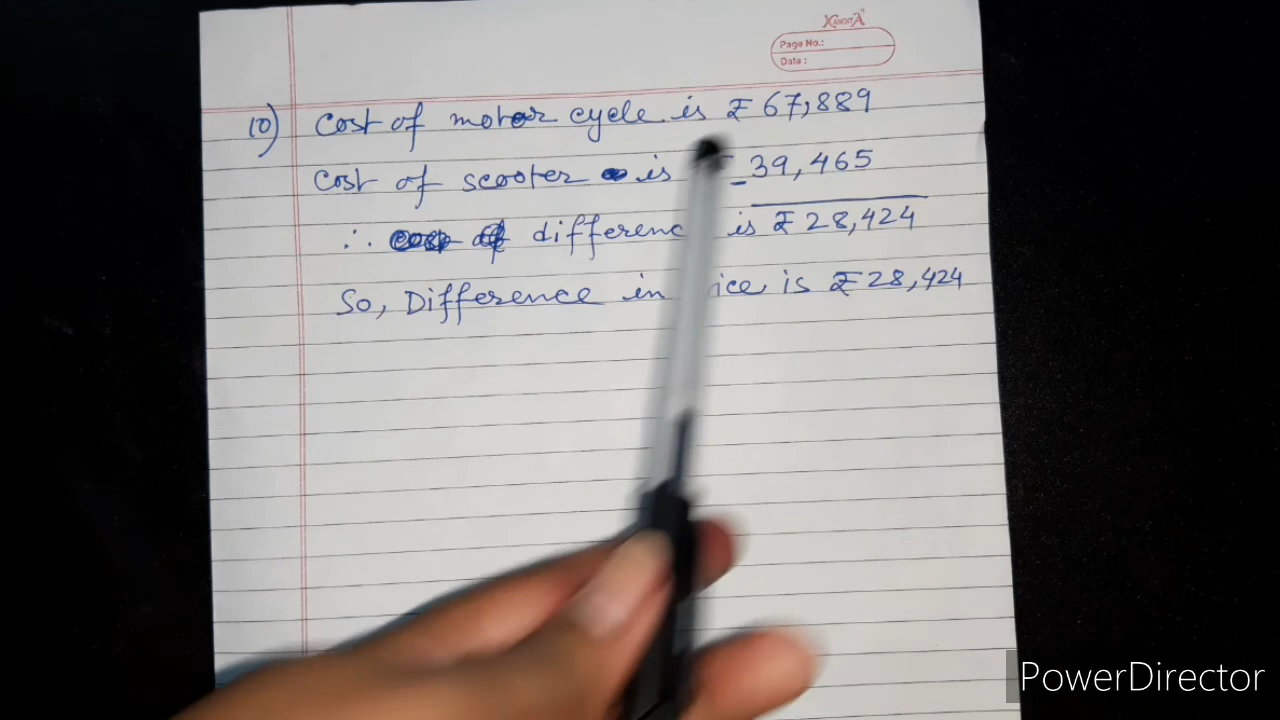 XANDITA
Page No.:
Date :
10) Cost of motor cycle is ₹ 67,889
Cost of scooter is - 39,465
∴ difference is ₹ 28,424
So, Difference in is ₹ 28,424
PowerDirector